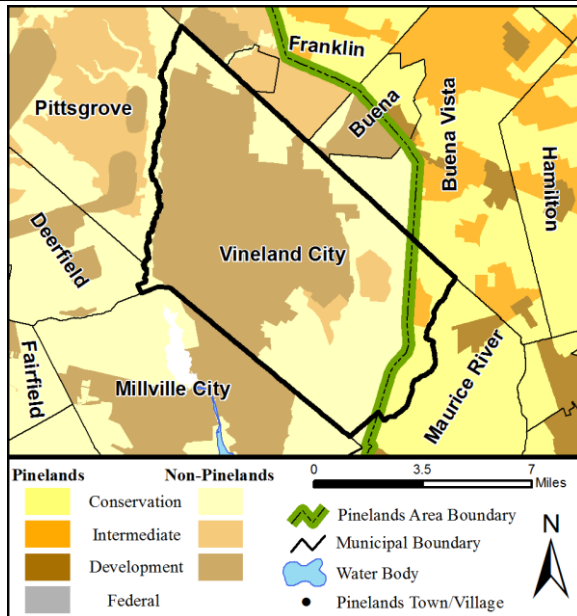 Franklin
Pittsgrove
Buena
Buena Vista
Hamilton
Deerfield
Vineland City
Fairfield
Millville City
Maurice River
Pinelands Non-Pinelands
Conservation
Intermediate
Development
Federal
0 3.5 7
Miles
Pinelands Area Boundary
Municipal Boundary
Water Body
Pinelands Town/Village
N